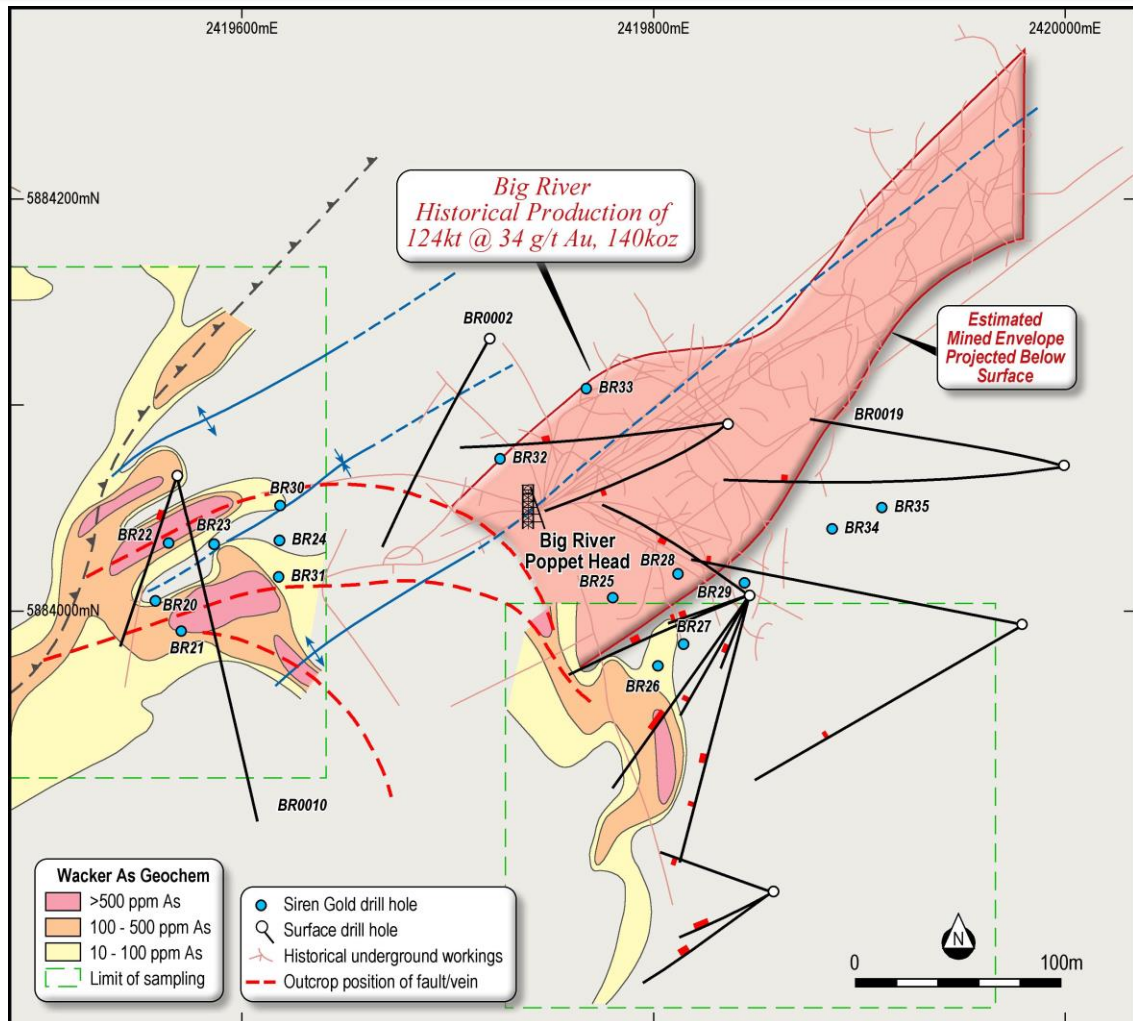 2419600mE
2419800mE
2420000mE
5884200mN
Big River
Historical Production of
124kt @ 34 g/t Au, 140koz
BR0002
Estimated
Mined Envelope
Projected Below
Surface
BR33
BR0019
BR32
BR30
BR35
BR22
BR23
BR24
BR34
Big River
Poppet Head
BR28
BR31
BR25
BR29
BR20
5884000mN
BR21
BR27
BR26
BR0010
Wacker As Geochem
>500 ppm As
100 - 500 ppm As
10 - 100 ppm As
Limit of sampling
Siren Gold drill hole
Surface drill hole
Historical underground workings
Outcrop position of fault/vein
N
0
100m